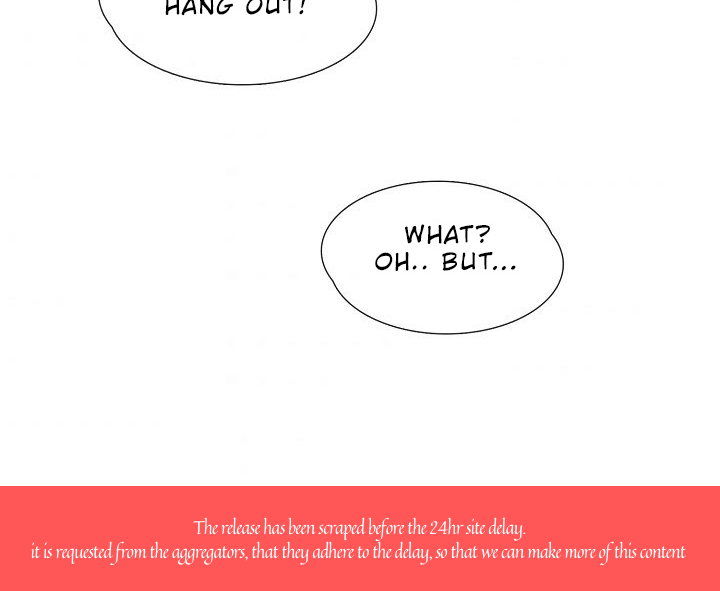 HANG OUT!
WHAT?
OH.. BUT...
The release has been scraped before the 24hr site delay.
it is requested from the aggregators, that they adhere to the delay, so that we can make more of this content